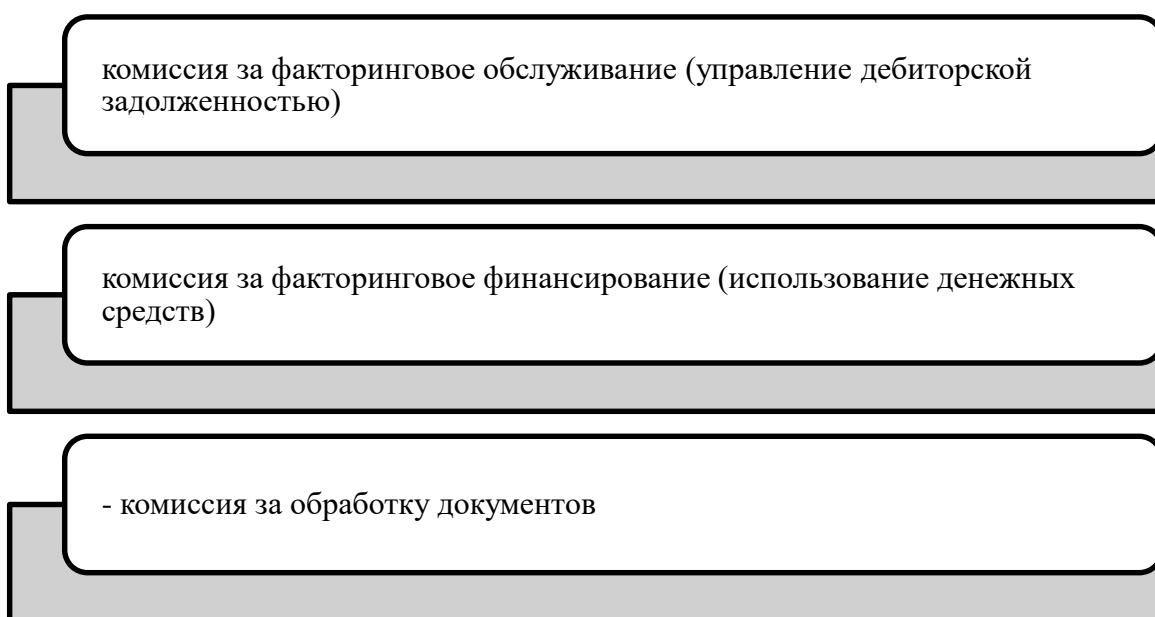 комиссия за факторинговое обслуживание (управление дебиторской
задолженностью)
комиссия за факторинговое финансирование (использование денежных
средств)
- комиссия за обработку документов